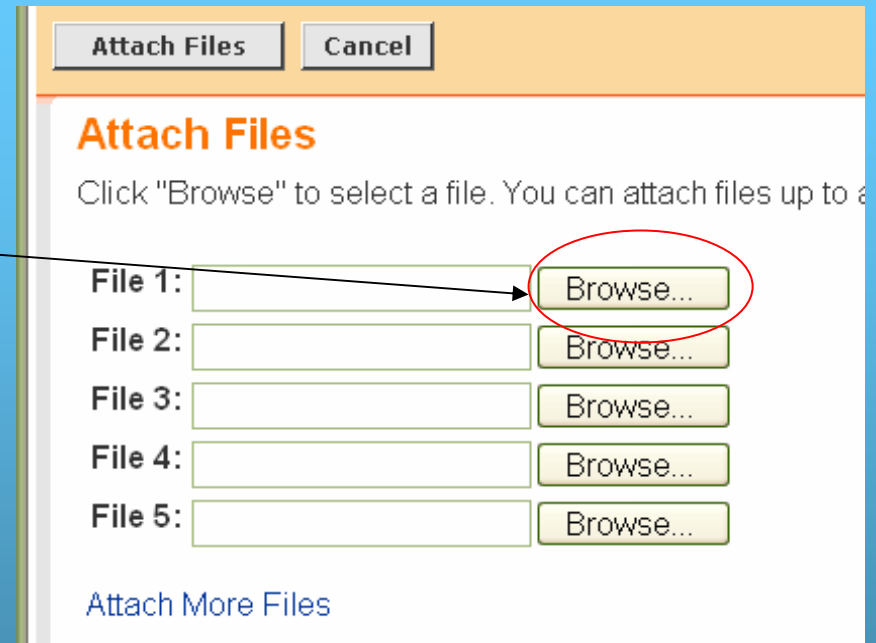 Attach Files Cancel
Attach Files
Click "Browse" to select a file. You can attach files up to
File 1: Browse...
File 2: Browse...
File 3: Browse...
File 4: Browse...
File 5: Browse...
Attach More Files